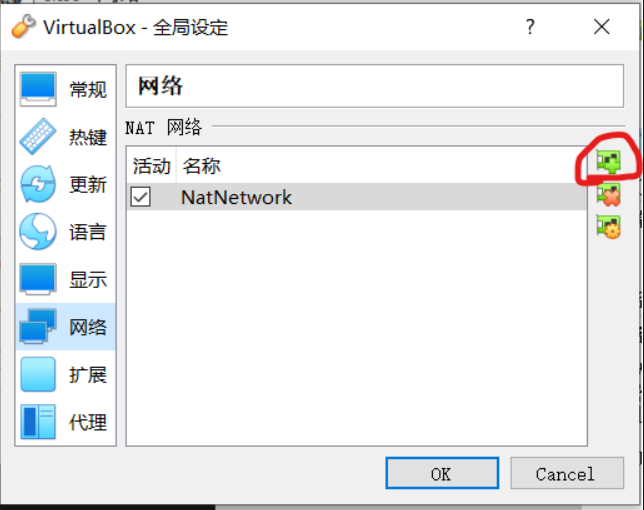 VirtualBox - 全局设定
?
常规
热键
更新
语言
显示
网络
扩展
代理
网络
NAT 网络
活动 名称
NatNetwork
OK
Cancel